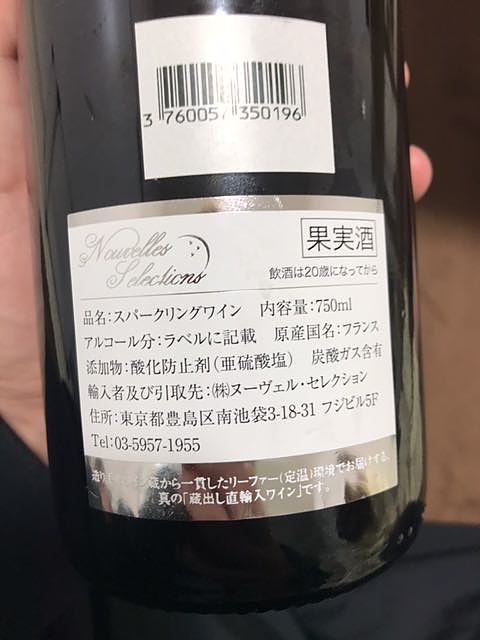 3 760057 350196
Nouvelles
Selections
果実酒
飲酒は20歳になってから
品名:スパークリングワイン 内容量:750ml
アルコール分:ラベルに記載 原産国名:フランス
添加物:酸化防止剤(亜硫酸塩) 炭酸ガス含有
輸入者及び引取先:㈱ヌーヴェル・セレクション
住所:東京都豊島区南池袋3-18-31 フジビル5F
Tel:03-5957-1955
造り手のワイン蔵から一貫したリーファー(定温)環境でお届けする、
真の「蔵出し直輸入ワイン」です。